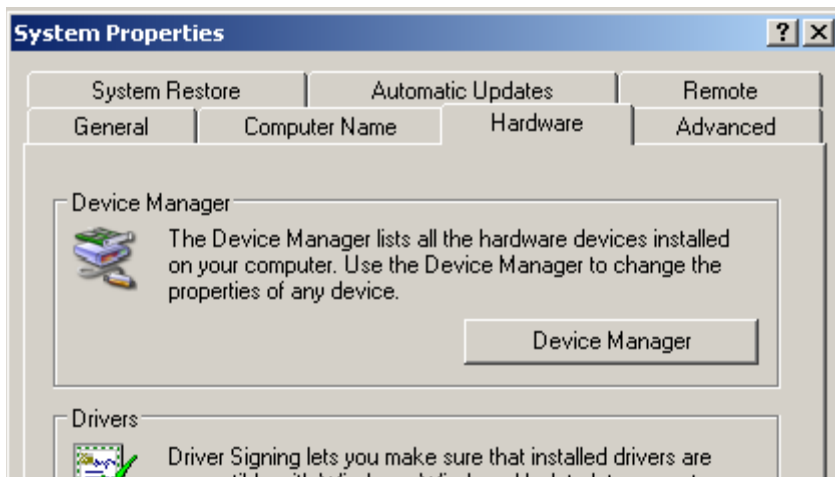 System Properties
System Restore Automatic Updates Remote
General Computer Name Hardware Advanced
Device Manager
The Device Manager lists all the hardware devices installed
on your computer. Use the Device Manager to change the
properties of any device.
Device Manager
Drivers
Driver Signing lets you make sure that installed drivers are